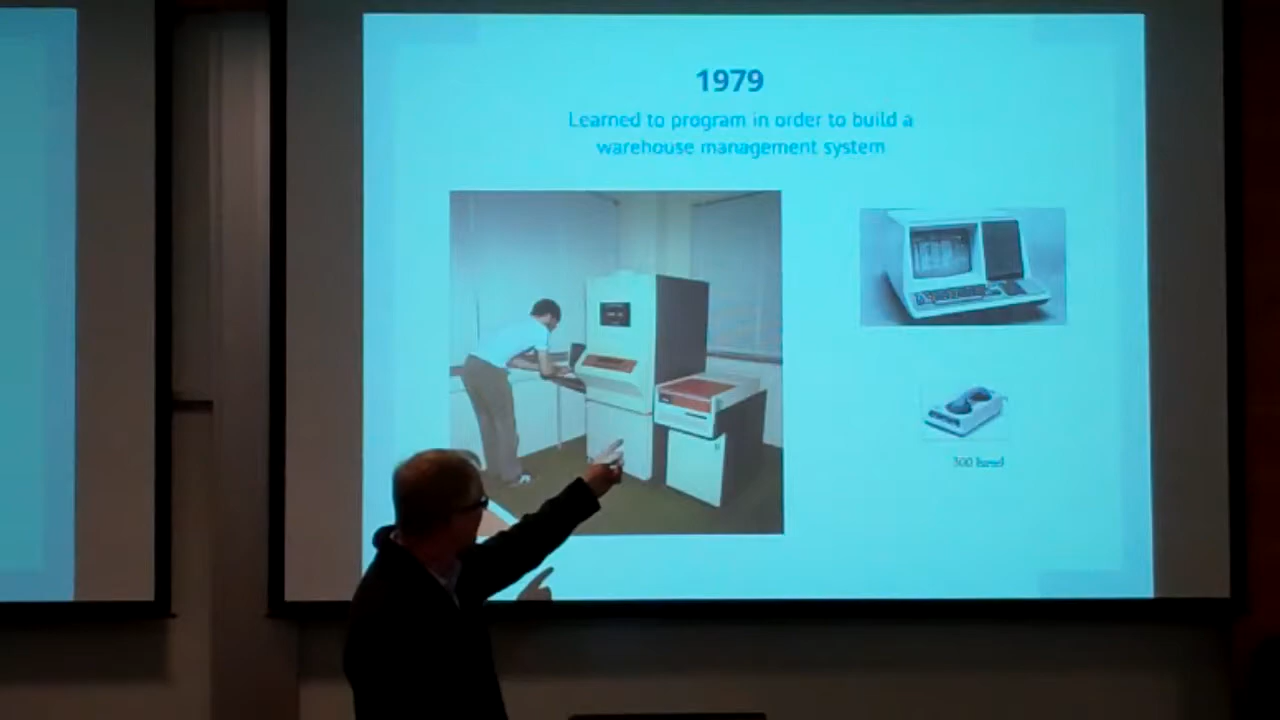 1979
Learned to program in order to build a
warehouse management system
300 baud